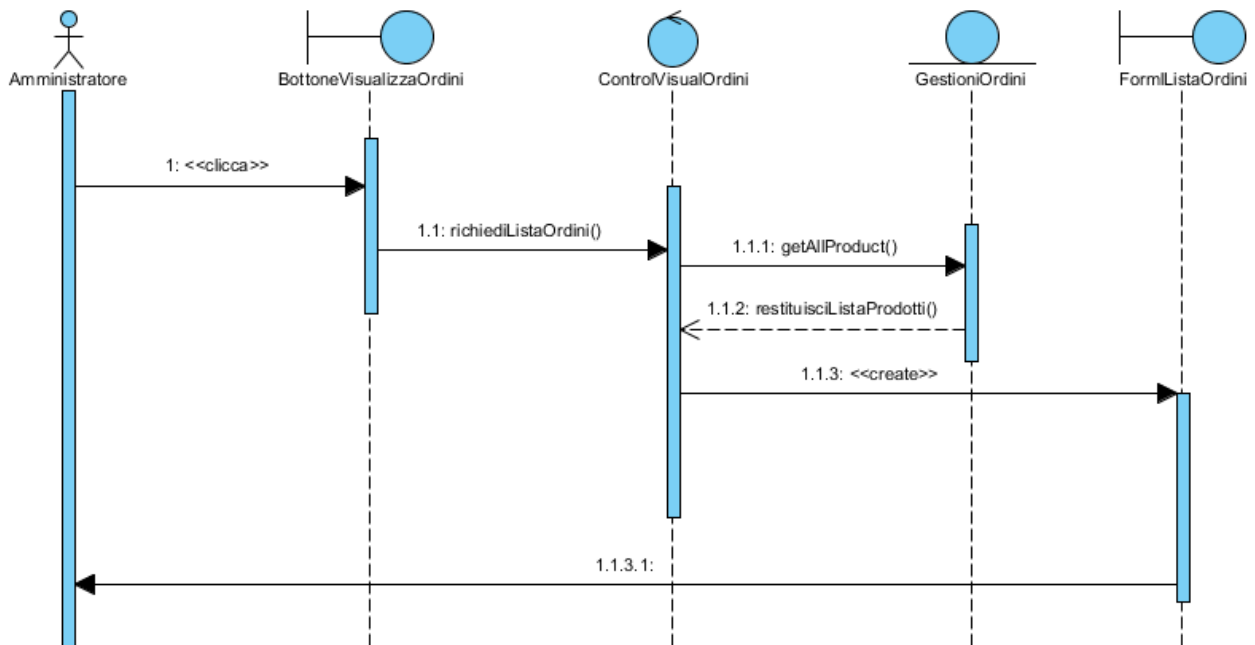 Amministratore
BottoneVisualizzaOrdini
ControlVisualOrdini
GestioniOrdini
FormlListaOrdini
1: <<clicca>>
1.1: richiediListaOrdini()
1.1.1: getAllProduct()
1.1.2: restituisciListaProdotti()
1.1.3: <<create>>
1.1.3.1: